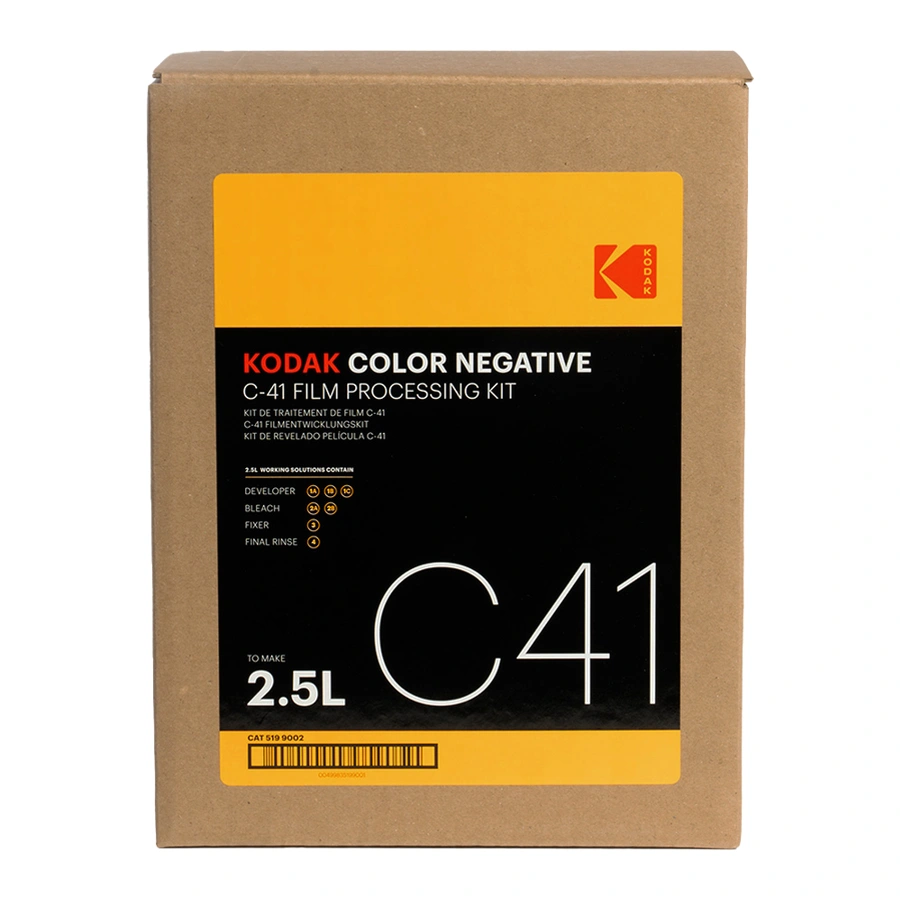 KODAK
KODAK COLOR NEGATIVE
C-41 FILM PROCESSING KIT
KIT DE TRAITEMENT DE FILM C-41
C-41 FILMENTWICKLUNGSKIT
KIT DE REVELADO PELÍCULA C-41
2.5L WORKING SOLUTIONS CONTAIN
DEVELOPER 1A 1B 1C
BLEACH 2A 2B
FIXER 3
FINAL RINSE 4
C41
TO MAKE
2.5L
CAT 519 9002